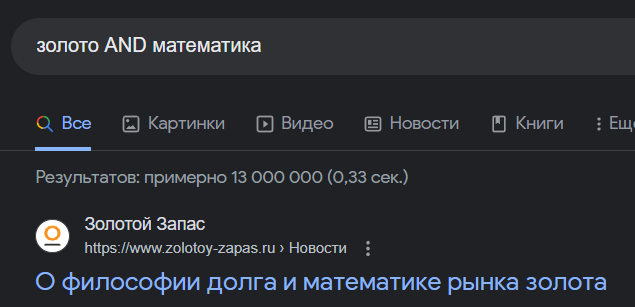 золото AND математика
Все Картинки Видео Новости Книги Ещё
Результатов: примерно 13 000 000 (0,33 сек.)
Золотой Запас
https://www.zolotoy-zapas.ru › Новости
О философии долга и математике рынка золота